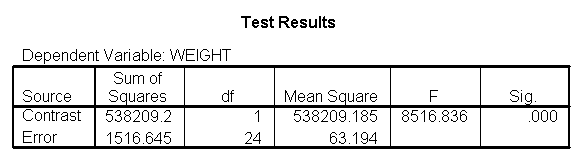 Test Results
Dependent Variable: WEIGHT
Source Sum of Squares df Mean Square F Sig.
Contrast 538209.2 1 538209.185 8516.836 .000
Error 1516.645 24 63.194